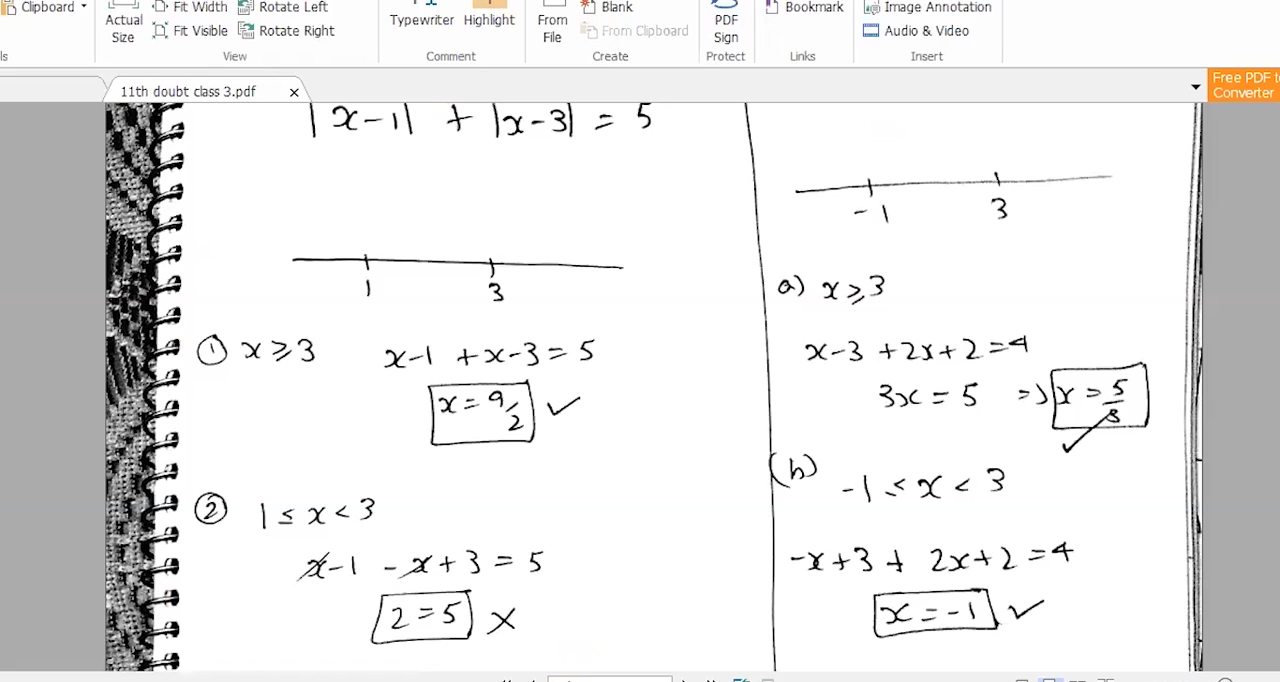 Clipboard
Actual Size
Fit Width
Fit Visible
Rotate Left
Rotate Right
View
Typewriter
Highlight
Comment
From File
Blank
From Clipboard
Create
PDF Sign
Protect
Bookmark
Links
Image Annotation
Audio & Video
Insert
11th doubt class 3.pdf
Free PDF to
Converter
|x-1| + |x-3| = 5
1 3
① x ≥ 3 x-1 + x-3 = 5
x = 9/2 ✓
② 1 ≤ x < 3
x-1 -x+3 = 5
2 = 5 ×
-1 3
a) x ≥ 3
x-3 +2x+2 = 4
3x = 5 => x = 5/3
✓
(b) -1 ≤ x < 3
-x+3 + 2x+2 = 4
x = -1 ✓